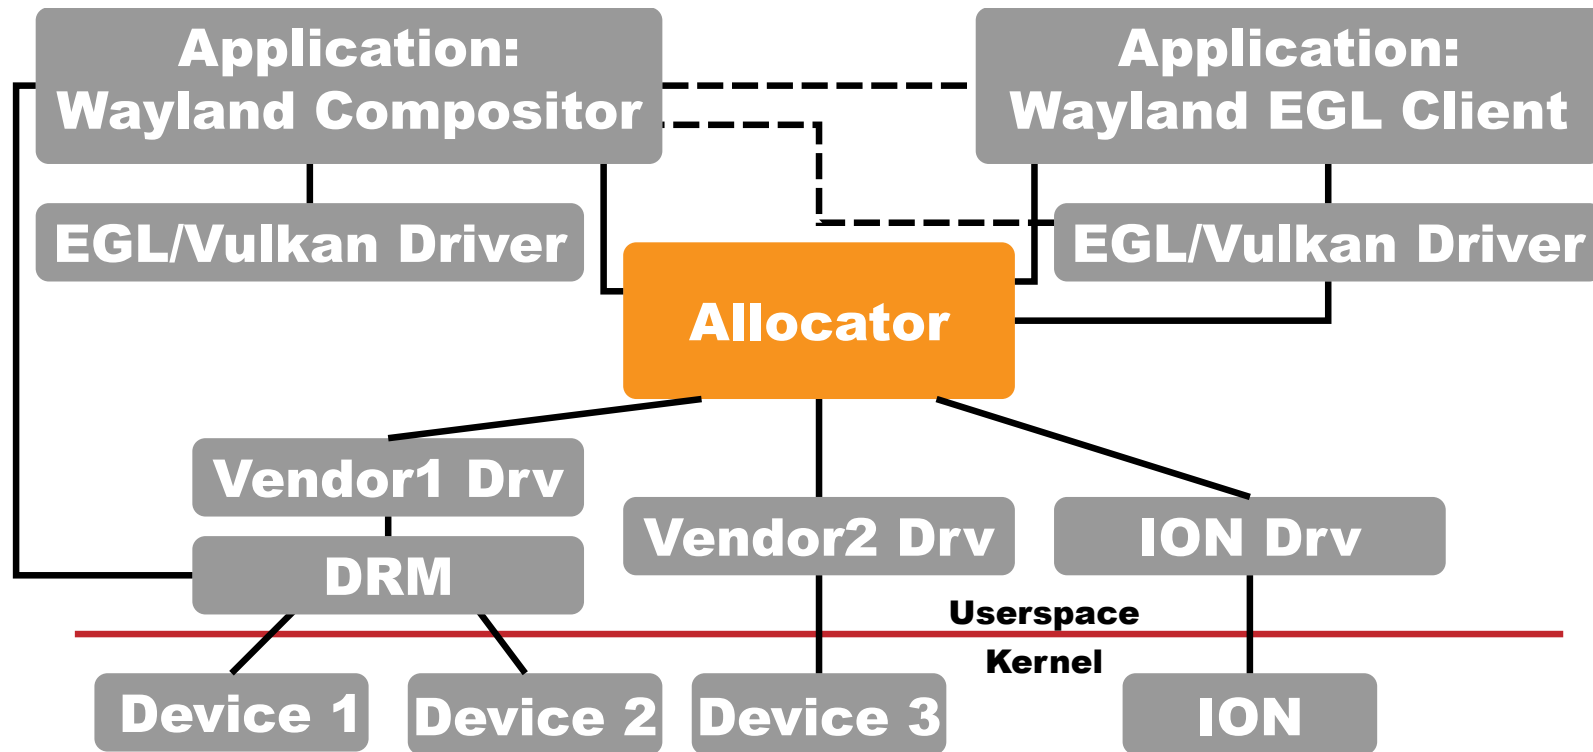 Application:
Wayland Compositor
Application:
Wayland EGL Client
EGL/Vulkan Driver
EGL/Vulkan Driver
Allocator
Vendor1 Drv
Vendor2 Drv
ION Drv
DRM
Userspace
Kernel
Device 1
Device 2
Device 3
ION